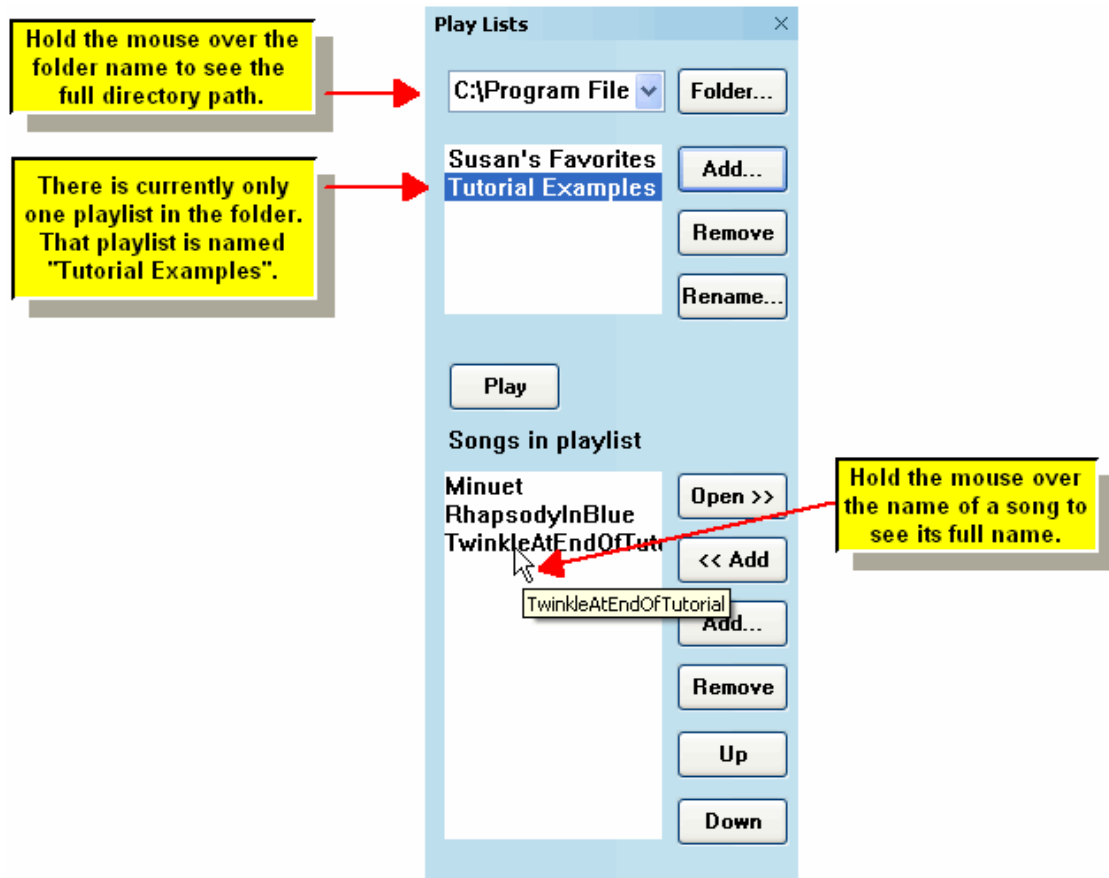 Play Lists
Hold the mouse over the
folder name to see the
full directory path.
C:\Program File
Folder...
There is currently only
one playlist in the folder.
That playlist is named
"Tutorial Examples".
Susan's Favorites
Tutorial Examples
Add...
Remove
Rename...
Play
Songs in playlist
Minuet
RhapsodyInBlue
TwinkleAtEndOfTuto
TwinkleAtEndOfTutorial
Open >>
<< Add
Add...
Remove
Up
Down
Hold the mouse over
the name of a song to
see its full name.